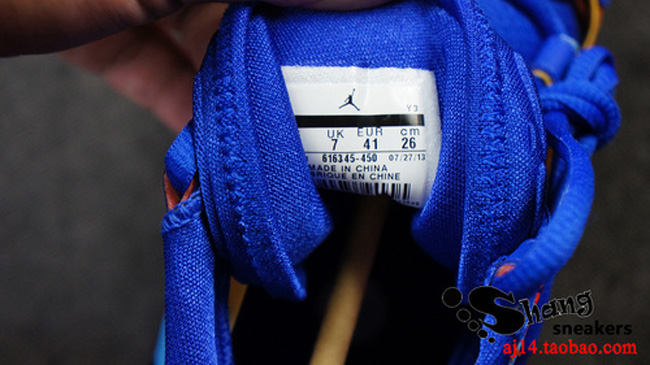 Y3
UK EUR cm
7 41 26
616345-450 07/27/13
MADE IN CHINA
BRIQUE EN CHINE
Shang
sneakers
aj14.taobao.com